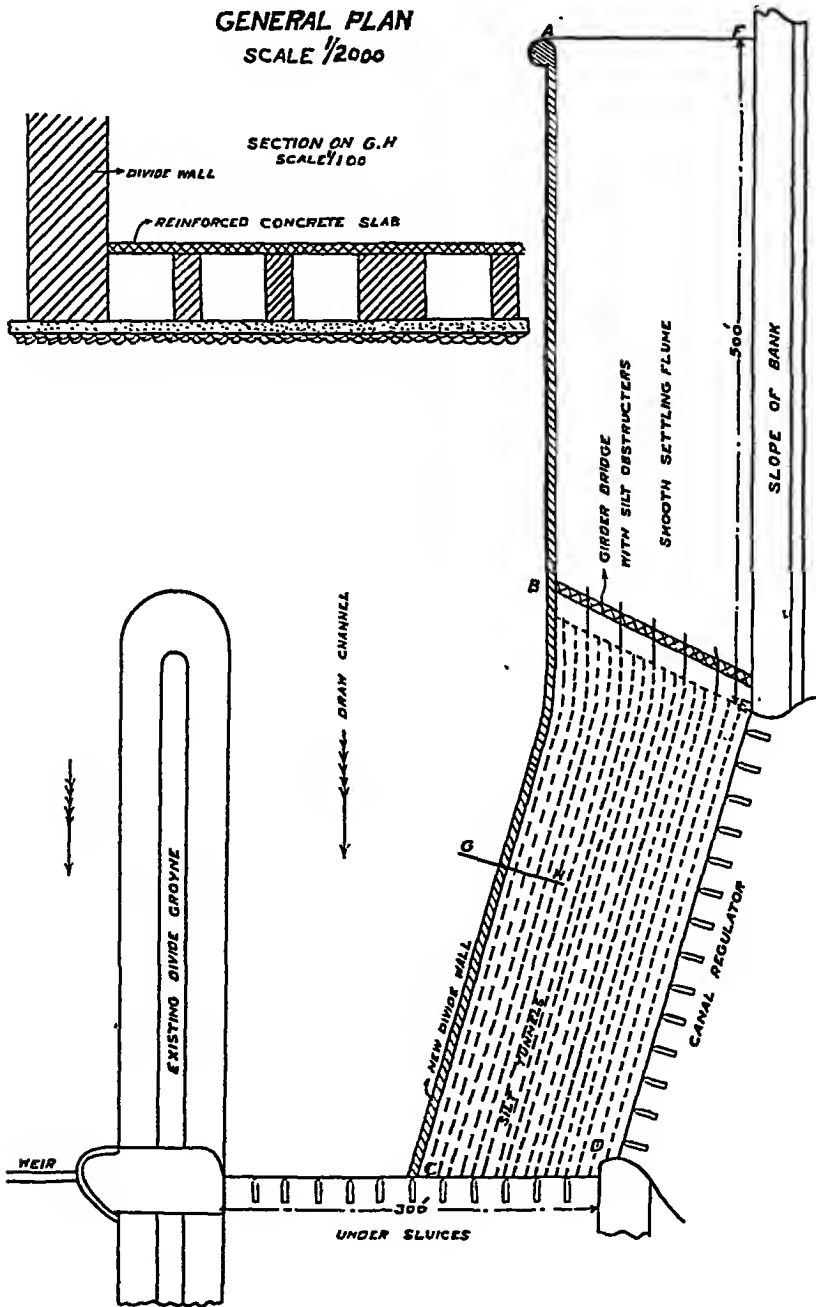 GENERAL PLAN
SCALE 1/2000
A
F
SECTION ON G.H
SCALE 1/100
DIVIDE WALL
REINFORCED CONCRETE SLAB
500'
GIRDER BRIDGE
WITH SILT OBSTRUCTERS
SMOOTH SETTLING FLUME
SLOPE OF BANK
B
E
DRAW CHANNEL
EXISTING DIVIDE GROYNE
G
H
NEW DIVIDE WALL
SILT TUNNELS
CANAL REGULATOR
D
WEIR
C
300'
UNDER SLUICES